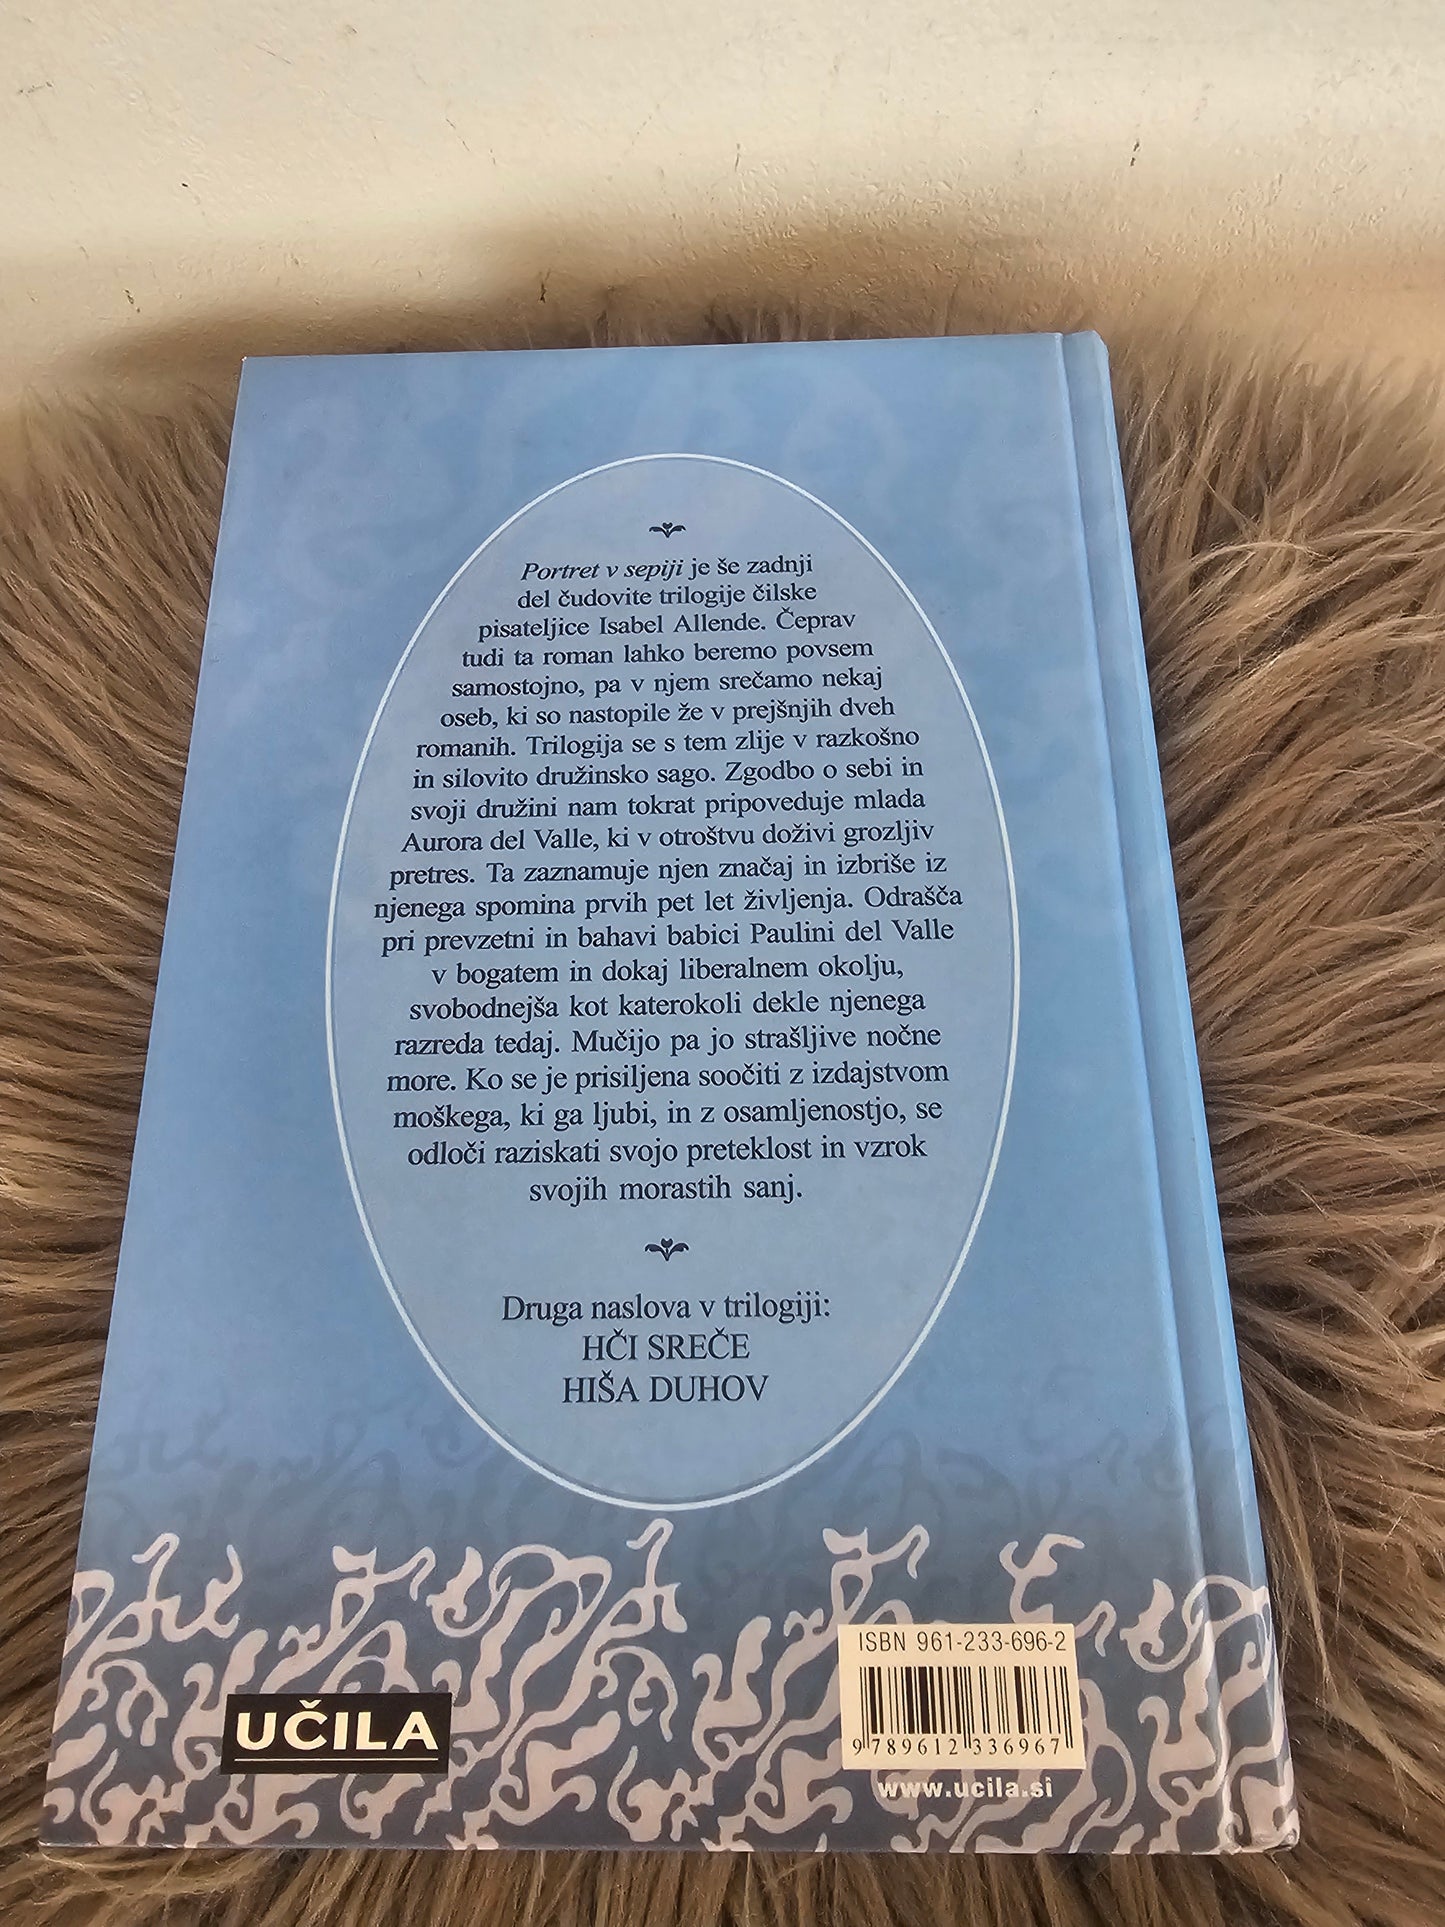 Portret v sepiji je še zadnji
del čudovite trilogije čilske
pisateljice Isabel Allende. Čeprav
tudi ta roman lahko beremo povsem
samostojno, pa v njem srečamo nekaj
oseb, ki so nastopile že v prejšnjih dveh
romanih. Trilogija se s tem zlije v razkošno
in silovito družinsko sago. Zgodbo o sebi in
svoji družini nam tokrat pripoveduje mlada
Aurora del Valle, ki v otroštvu doživi grozljiv
pretres. Ta zaznamuje njen značaj in izbriše iz
njenega spomina prvih pet let življenja. Odrašča
pri prevzetni in bahavi babici Paulini del Valle
v bogatem in dokaj liberalnem okolju,
svobodnejša kot katerokoli dekle njenega
razreda tedaj. Mučijo pa jo strašljive nočne
more. Ko se je prisiljena soočiti z izdajstvom
moškega, ki ga ljubi, in z osamljenostjo, se
odloči raziskati svojo preteklost in vzrok
svojih morastih sanj.
Druga naslova v trilogiji:
HČI SREČE
HIŠA DUHOV
UČILA
ISBN 961-233-696-2
9 789612 336967
www.ucila.si